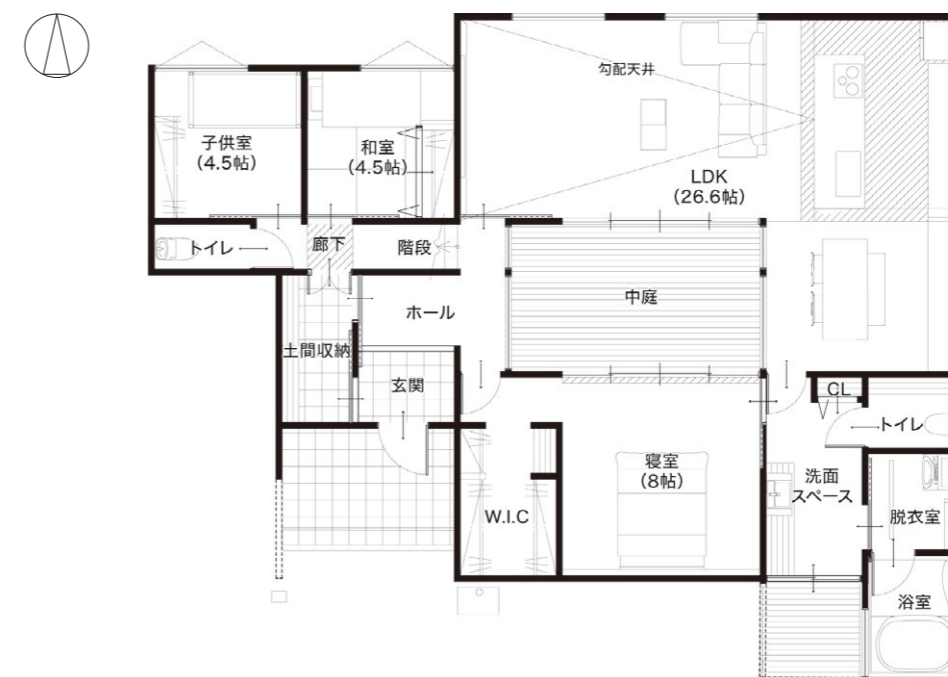 勾配天井
子供室
(4.5帖)
和室
(4.5帖)
LDK
(26.6帖)
トイレ
廊下
階段
中庭
ホール
土間収納
玄関
CL
トイレ
寝室
(8帖)
洗面
スペース
W.I.C
脱衣室
浴室